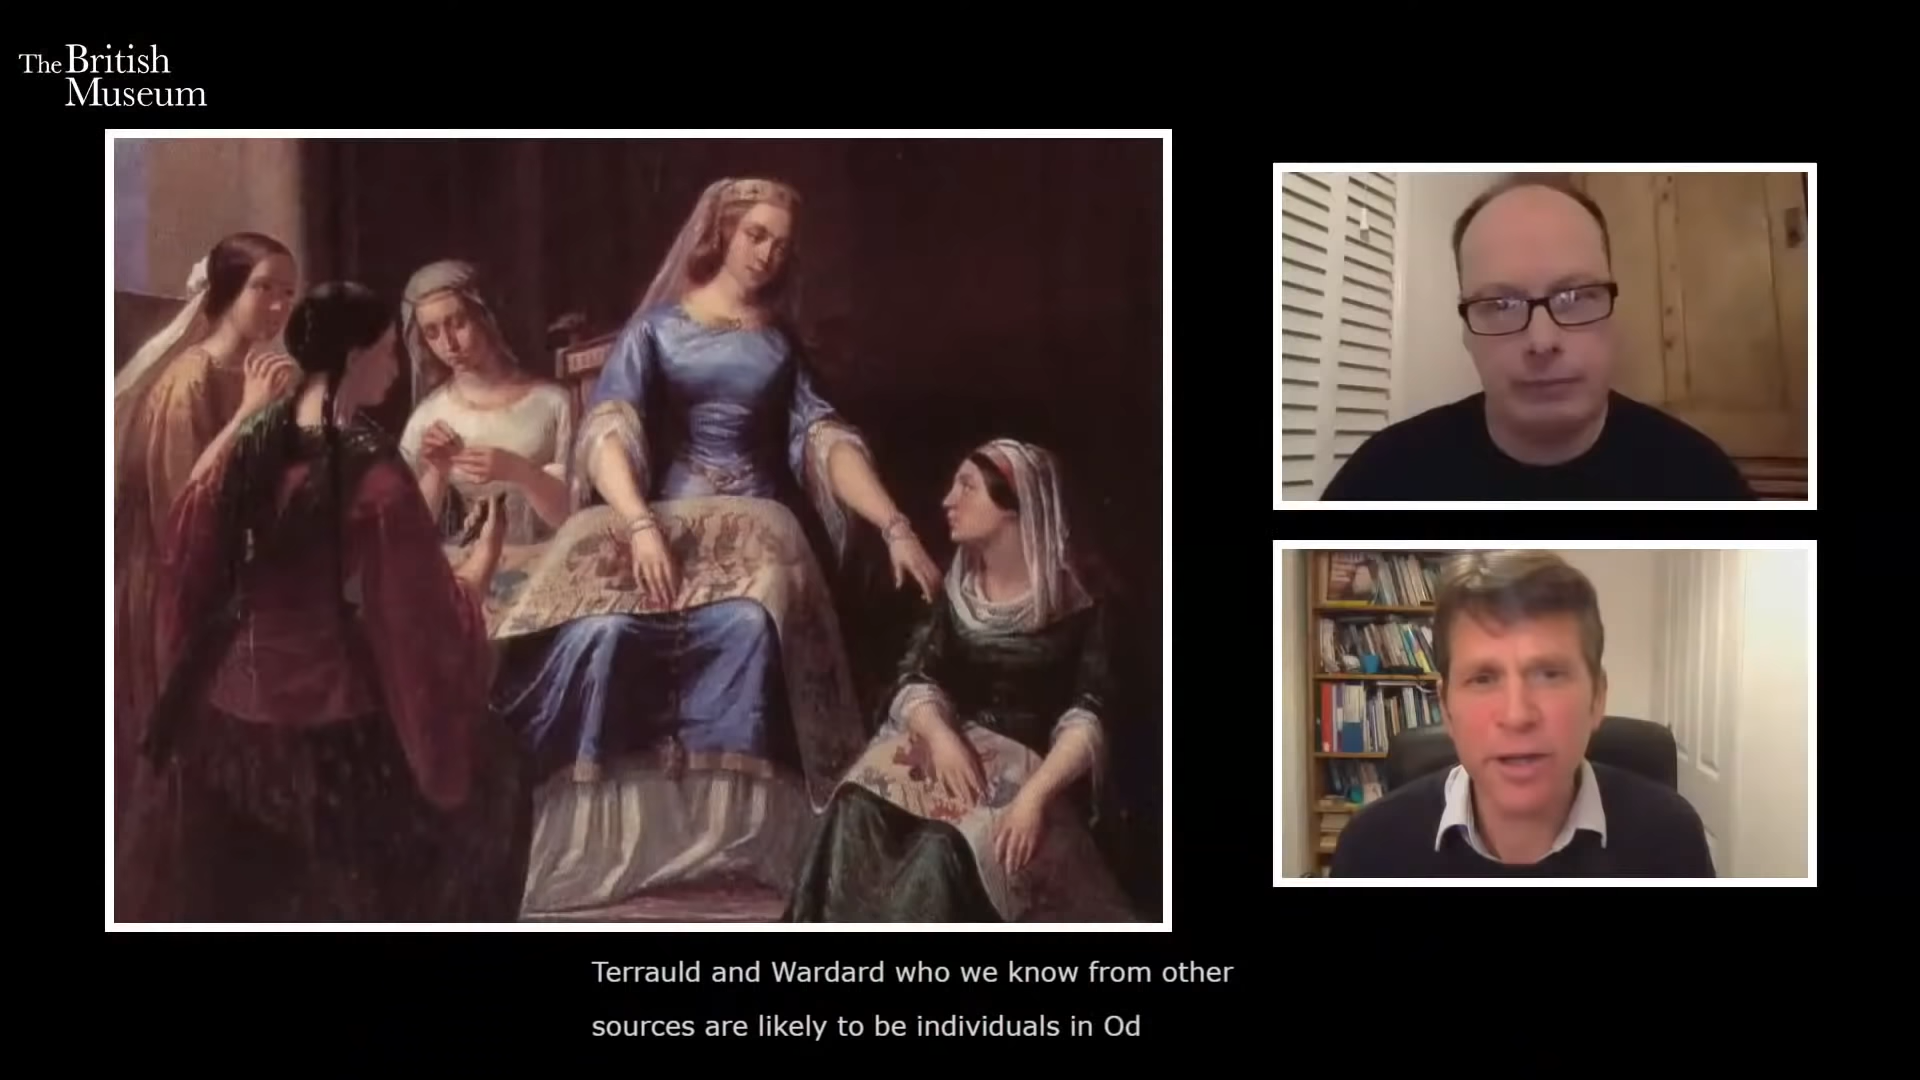 The British
Museum
Terrauld and Wardard who we know from other
sources are likely to be individuals in Od